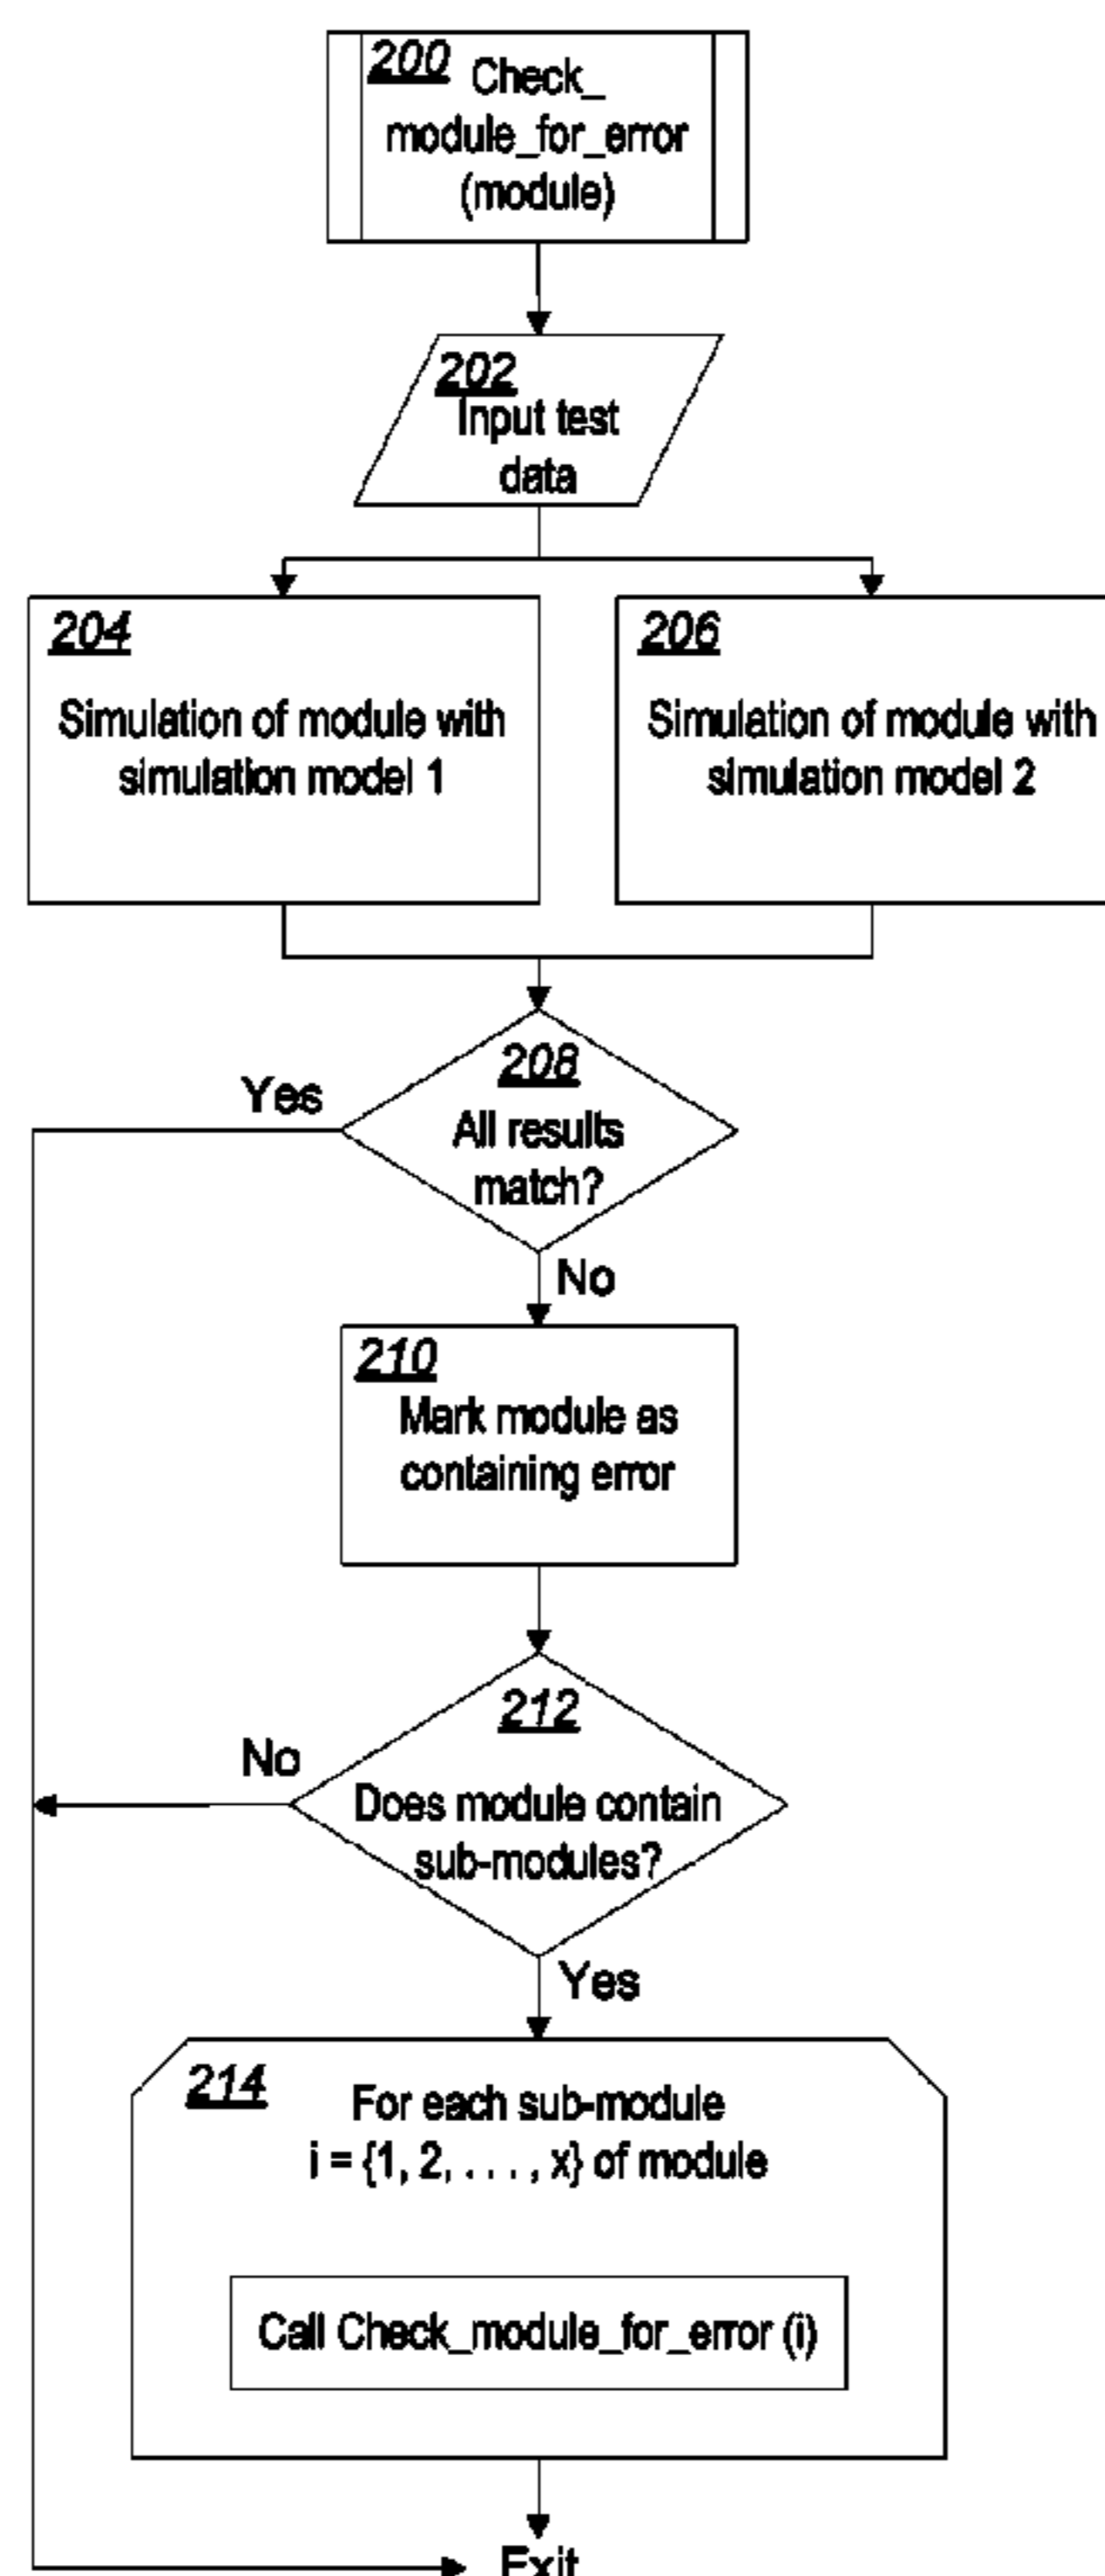 200 Check_
module_for_error
(module)
202
Input test
data
204
Simulation of module with
simulation model 1
206
Simulation of module with
simulation model 2
208
All results
match?
Yes
No
210
Mark module as
containing error
212
Does module contain
sub-modules?
No
Yes
214 For each sub-module
i = {1, 2, . . . , x} of module
Call Check_module_for_error (i)
Exit